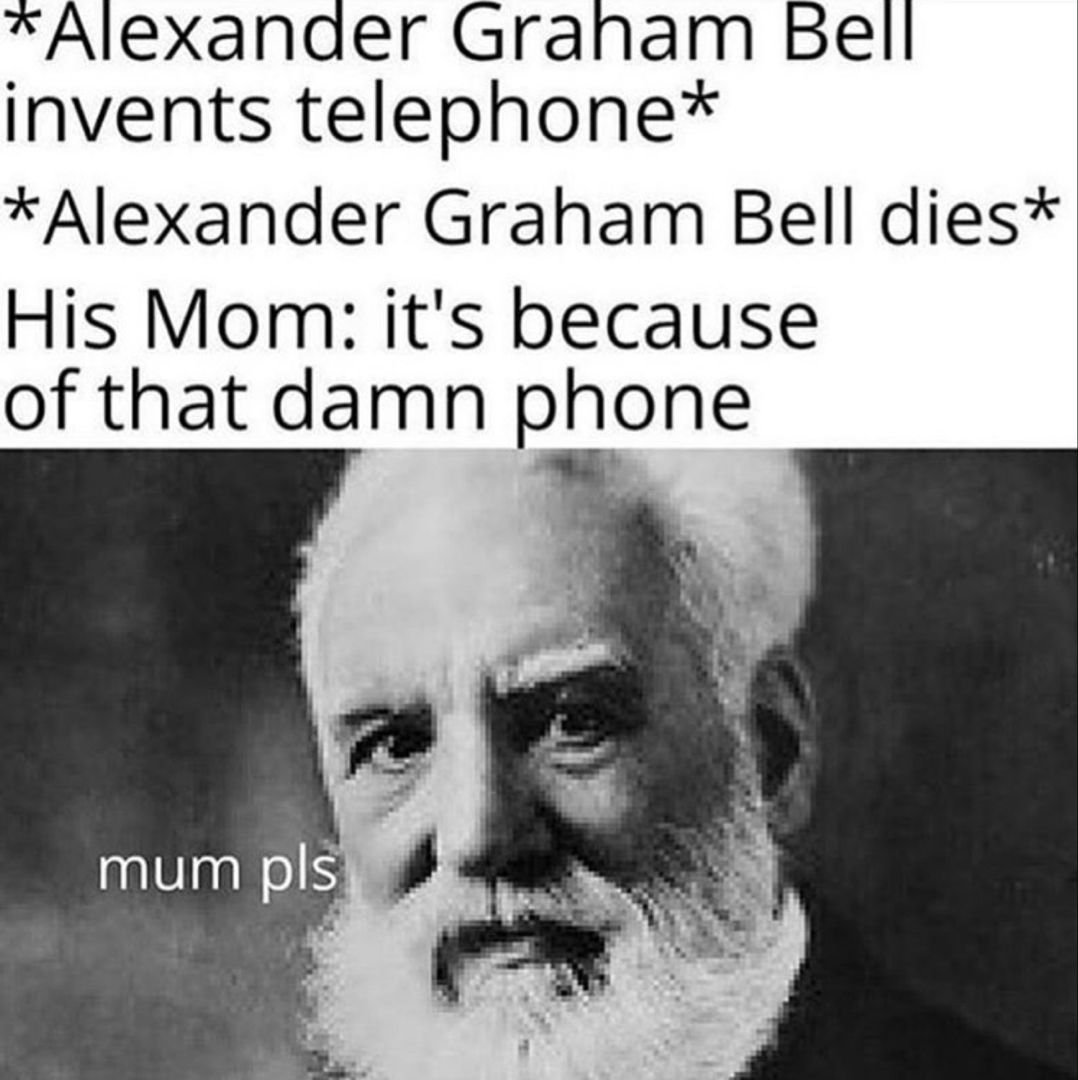 *Alexander Graham Bell
invents telephone*
*Alexander Graham Bell dies*
His Mom: it's because
of that damn phone
mum pls